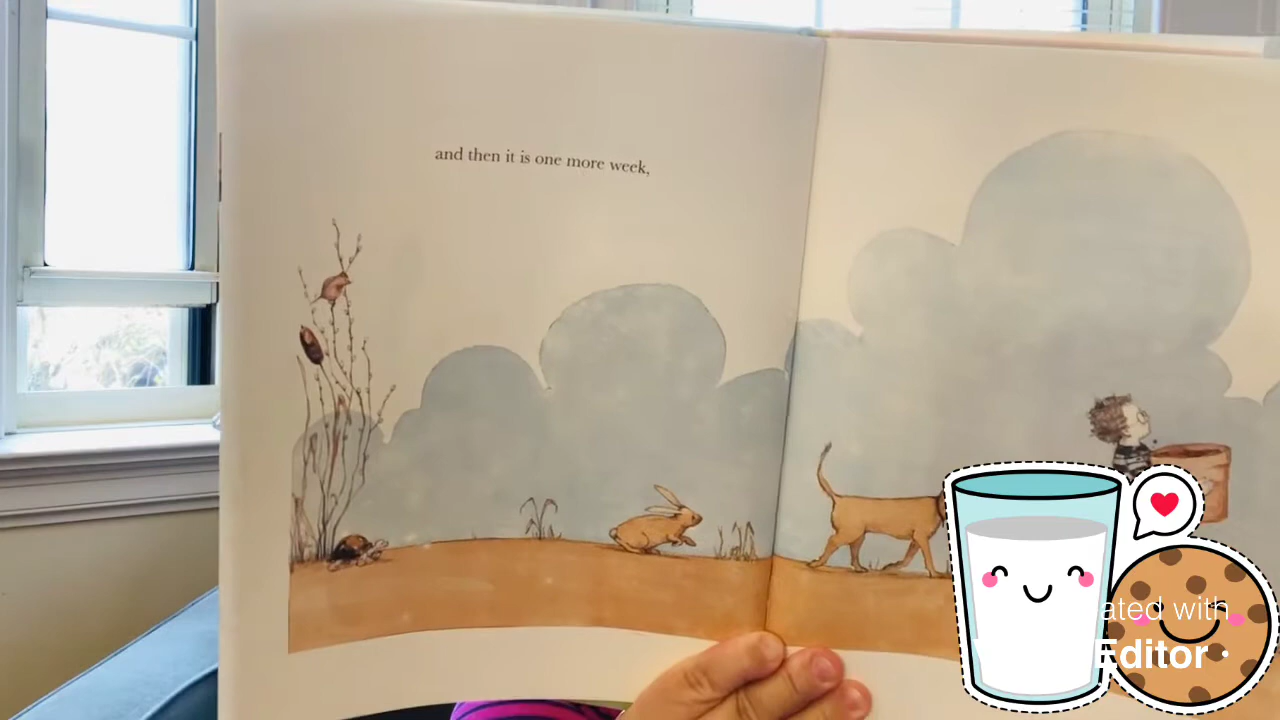 and then it is one more week,
ated with
Editor